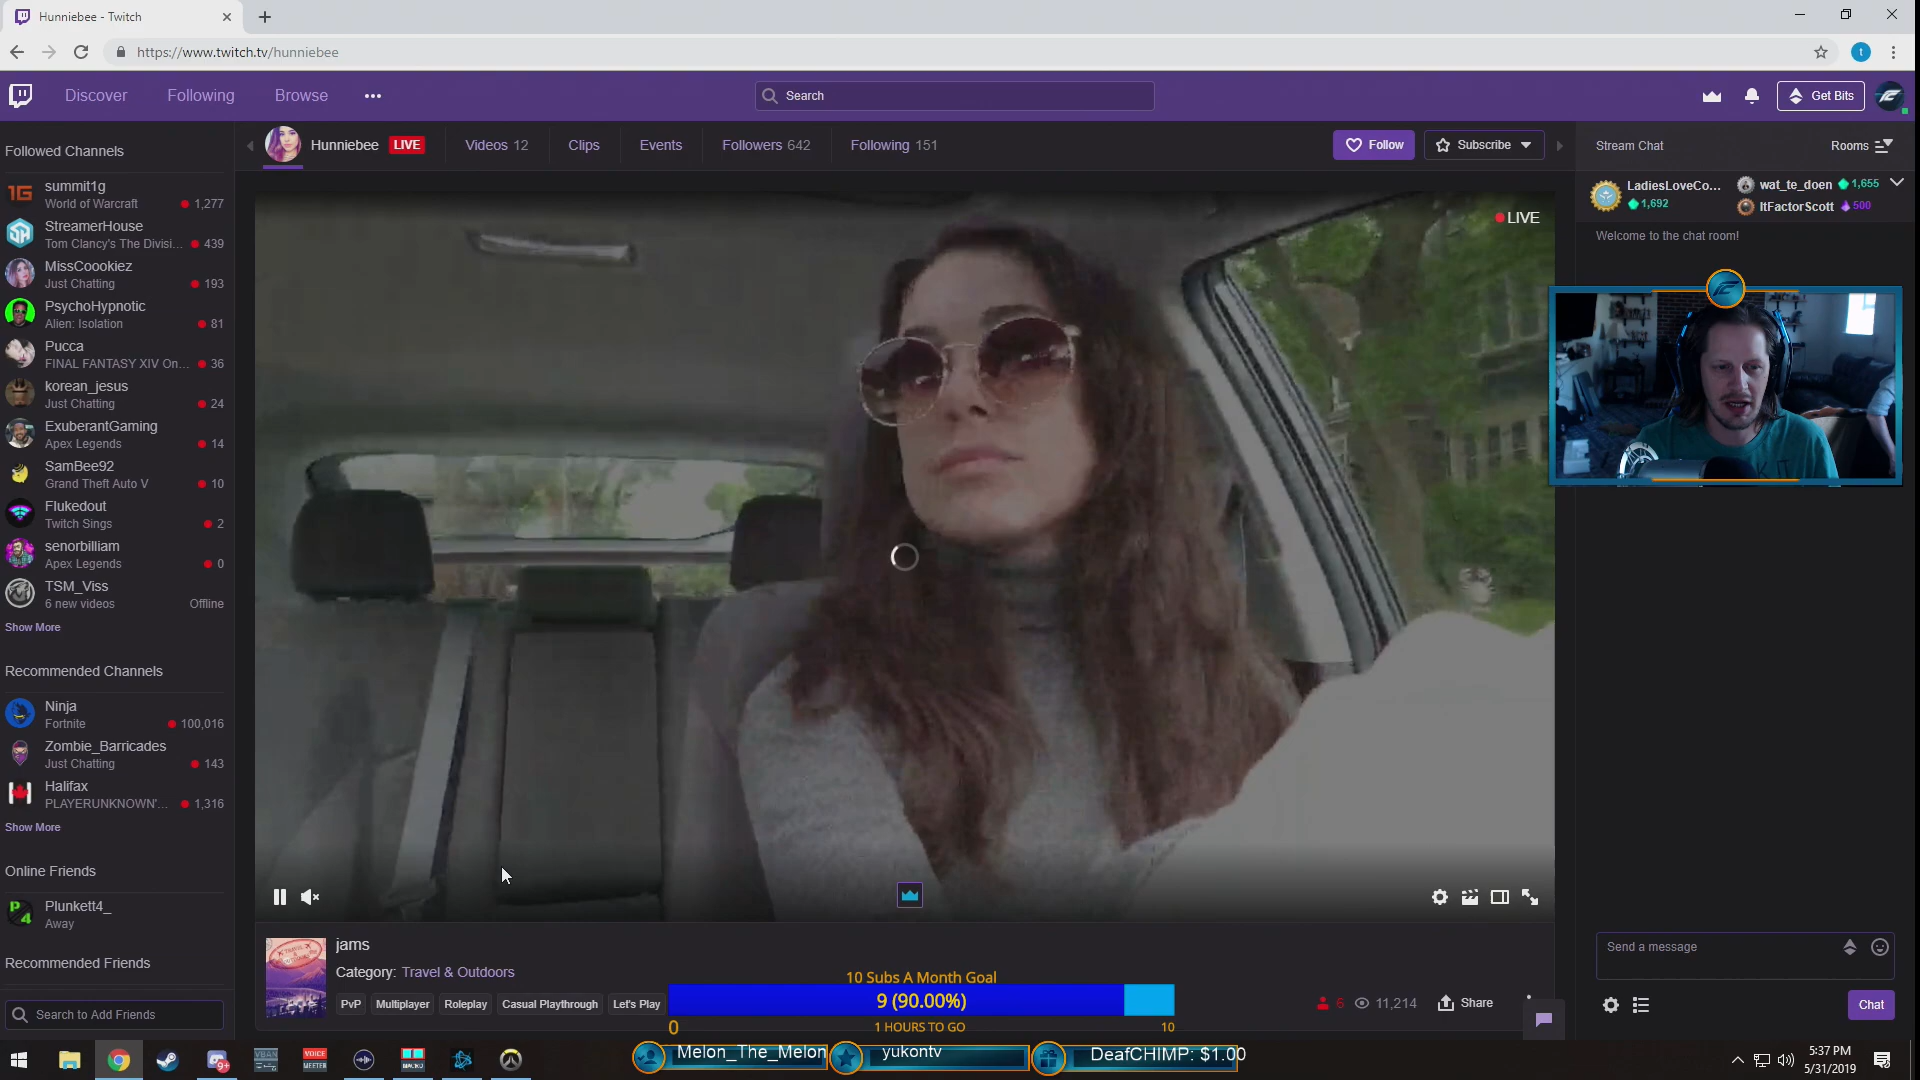 Hunniebee - Twitch
https://www.twitch.tv/hunniebee
Discover
Following
Browse
Search
Get Bits
Followed Channels
summit1g
World of Warcraft
1,277
StreamerHouse
Tom Clancy's The Divisi...
439
MissCoookiez
Just Chatting
193
PsychoHypnotic
Alien: Isolation
81
Pucca
FINAL FANTASY XIV On...
36
korean_jesus
Just Chatting
24
ExuberantGaming
Apex Legends
14
SamBee92
Grand Theft Auto V
10
Flukedout
Twitch Sings
2
senorbilliam
Apex Legends
0
TSM_Viss
6 new videos
Offline
Show More
Recommended Channels
Ninja
Fortnite
100,016
Zombie_Barricades
Just Chatting
143
Halifax
PLAYERUNKNOWN'...
1,316
Show More
Online Friends
Plunkett4_
Away
Recommended Friends
Search to Add Friends
Hunniebee
LIVE
Videos 12
Clips
Events
Followers 642
Following 151
Follow
Subscribe
LIVE
jams
Category: Travel & Outdoors
PvP
Multiplayer
Roleplay
Casual Playthrough
Let's Play
10 Subs A Month Goal
9 (90.00%)
0
1 HOURS TO GO
10
6
11,214
Share
Stream Chat
Rooms
LadiesLoveCo...
1,692
wat_te_doen
1,655
ItFactorScott
500
Welcome to the chat room!
Send a message
Chat
Melon_The_Melon
yukontv
DeafCHIMP: $1.00
5:37 PM
5/31/2019